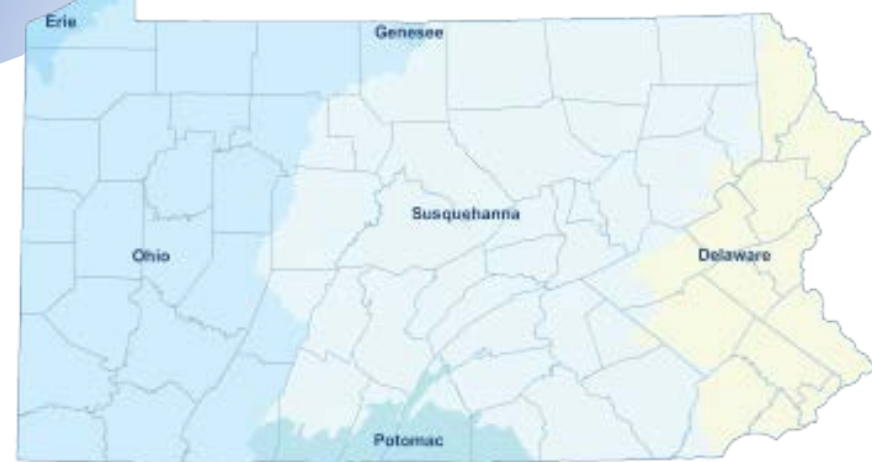 Erie
Genesee
Susquehanna
Ohio
Delaware
Potomac